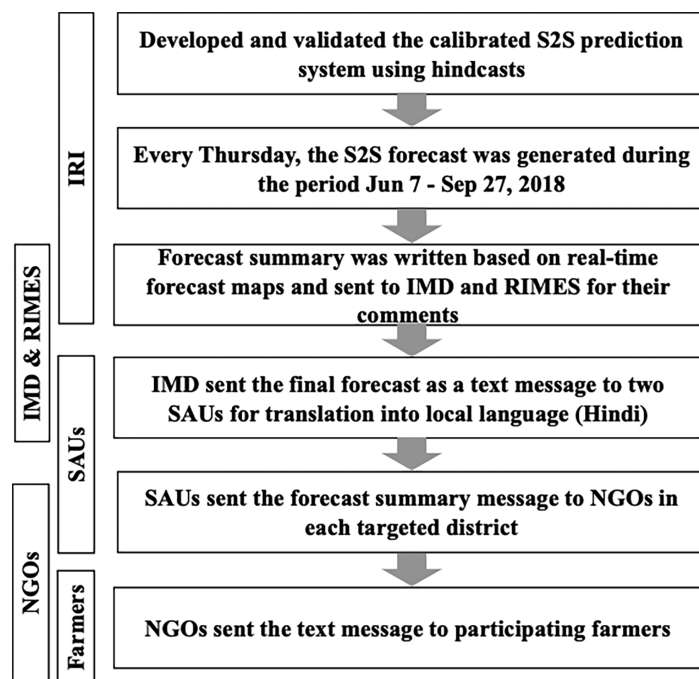 Developed and validated the calibrated S2S prediction
system using hindcasts
IRI
Every Thursday, the S2S forecast was generated during
the period Jun 7 - Sep 27, 2018
Forecast summary was written based on real-time
forecast maps and sent to IMD and RIMES for their
comments
IMD & RIMES
IMD sent the final forecast as a text message to two
SAUs for translation into local language (Hindi)
SAUs
SAUs sent the forecast summary message to NGOs in
each targeted district
NGOs
Farmers
NGOs sent the text message to participating farmers